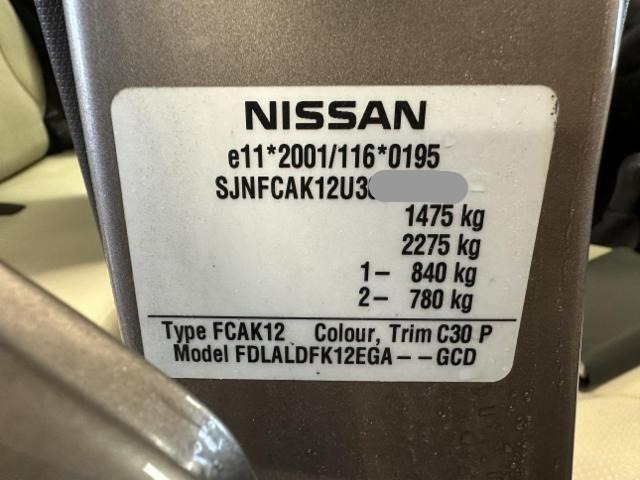 NISSAN
e11*2001/116*0195
SJNFCAK12U3
1475 kg
2275 kg
1– 840 kg
2– 780 kg
Type FCAK12 Colour, Trim C30 P
Model FDLALDFK12EGA – – GCD